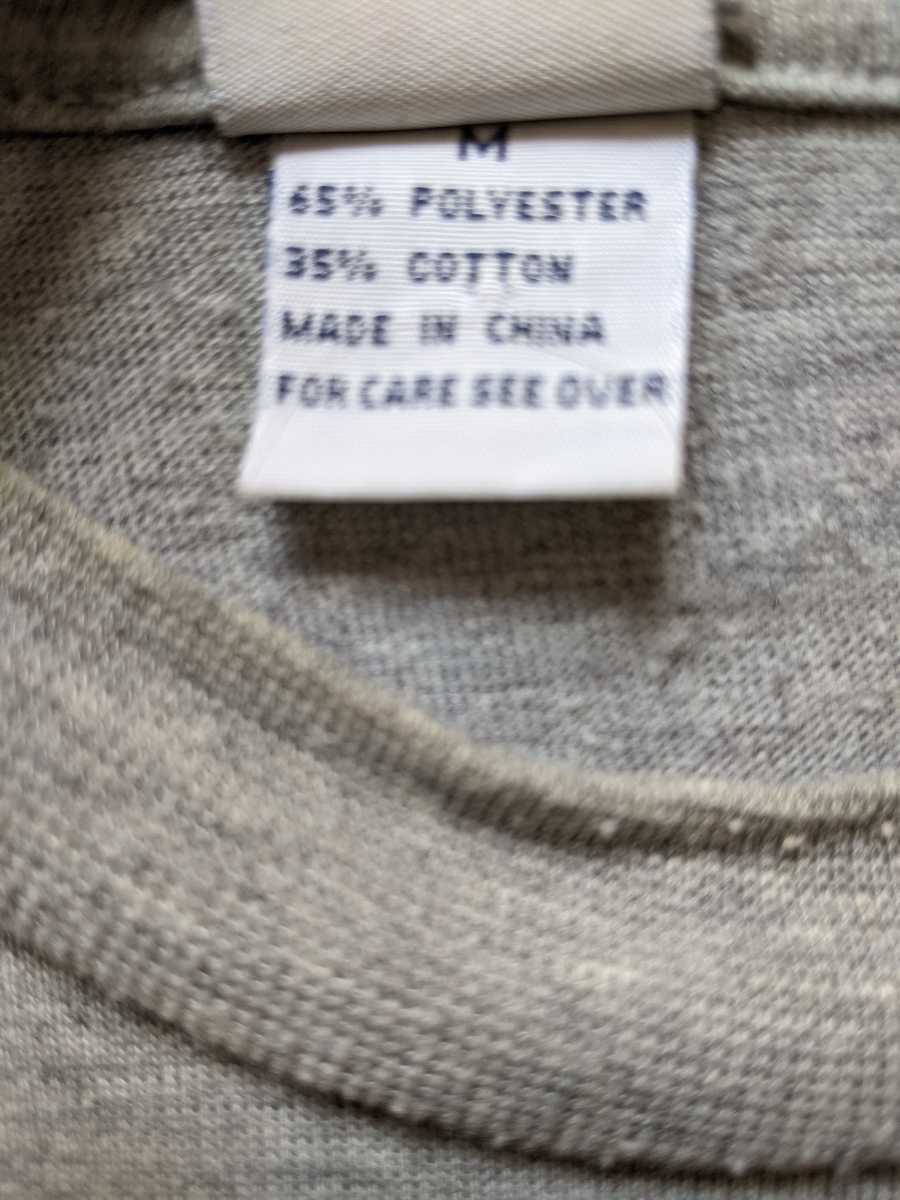 M
65% POLYESTER
35% COTTON
MADE IN CHINA
FOR CARE SEE OVER